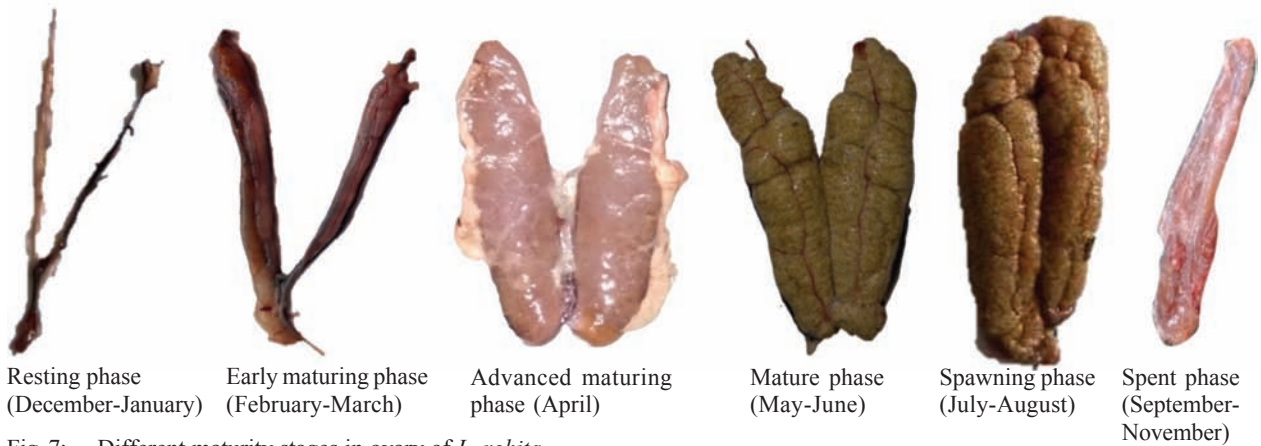 Resting phase
(December-January)
Early maturing phase
(February-March)
Advanced maturing
phase (April)
Mature phase
(May-June)
Spawning phase
(July-August)
Spent phase
(September-
November)
Fig. 7: Different maturity stages in ovary of L. rohita